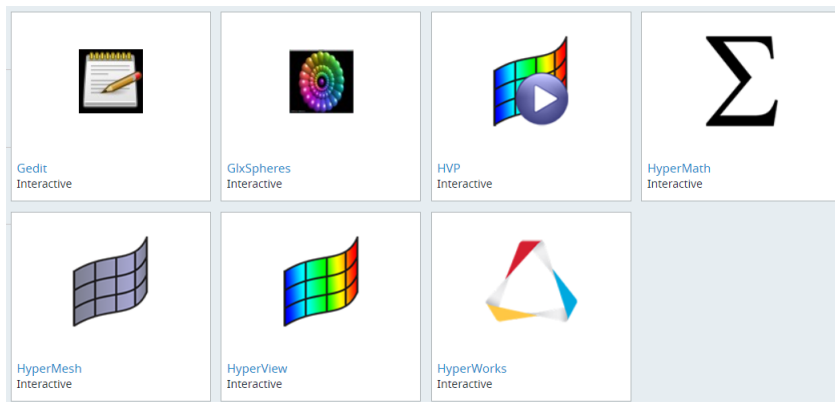 Gedit
Interactive
GlxSpheres
Interactive
HVP
Interactive
HyperMath
Interactive
HyperMesh
Interactive
HyperView
Interactive
HyperWorks
Interactive